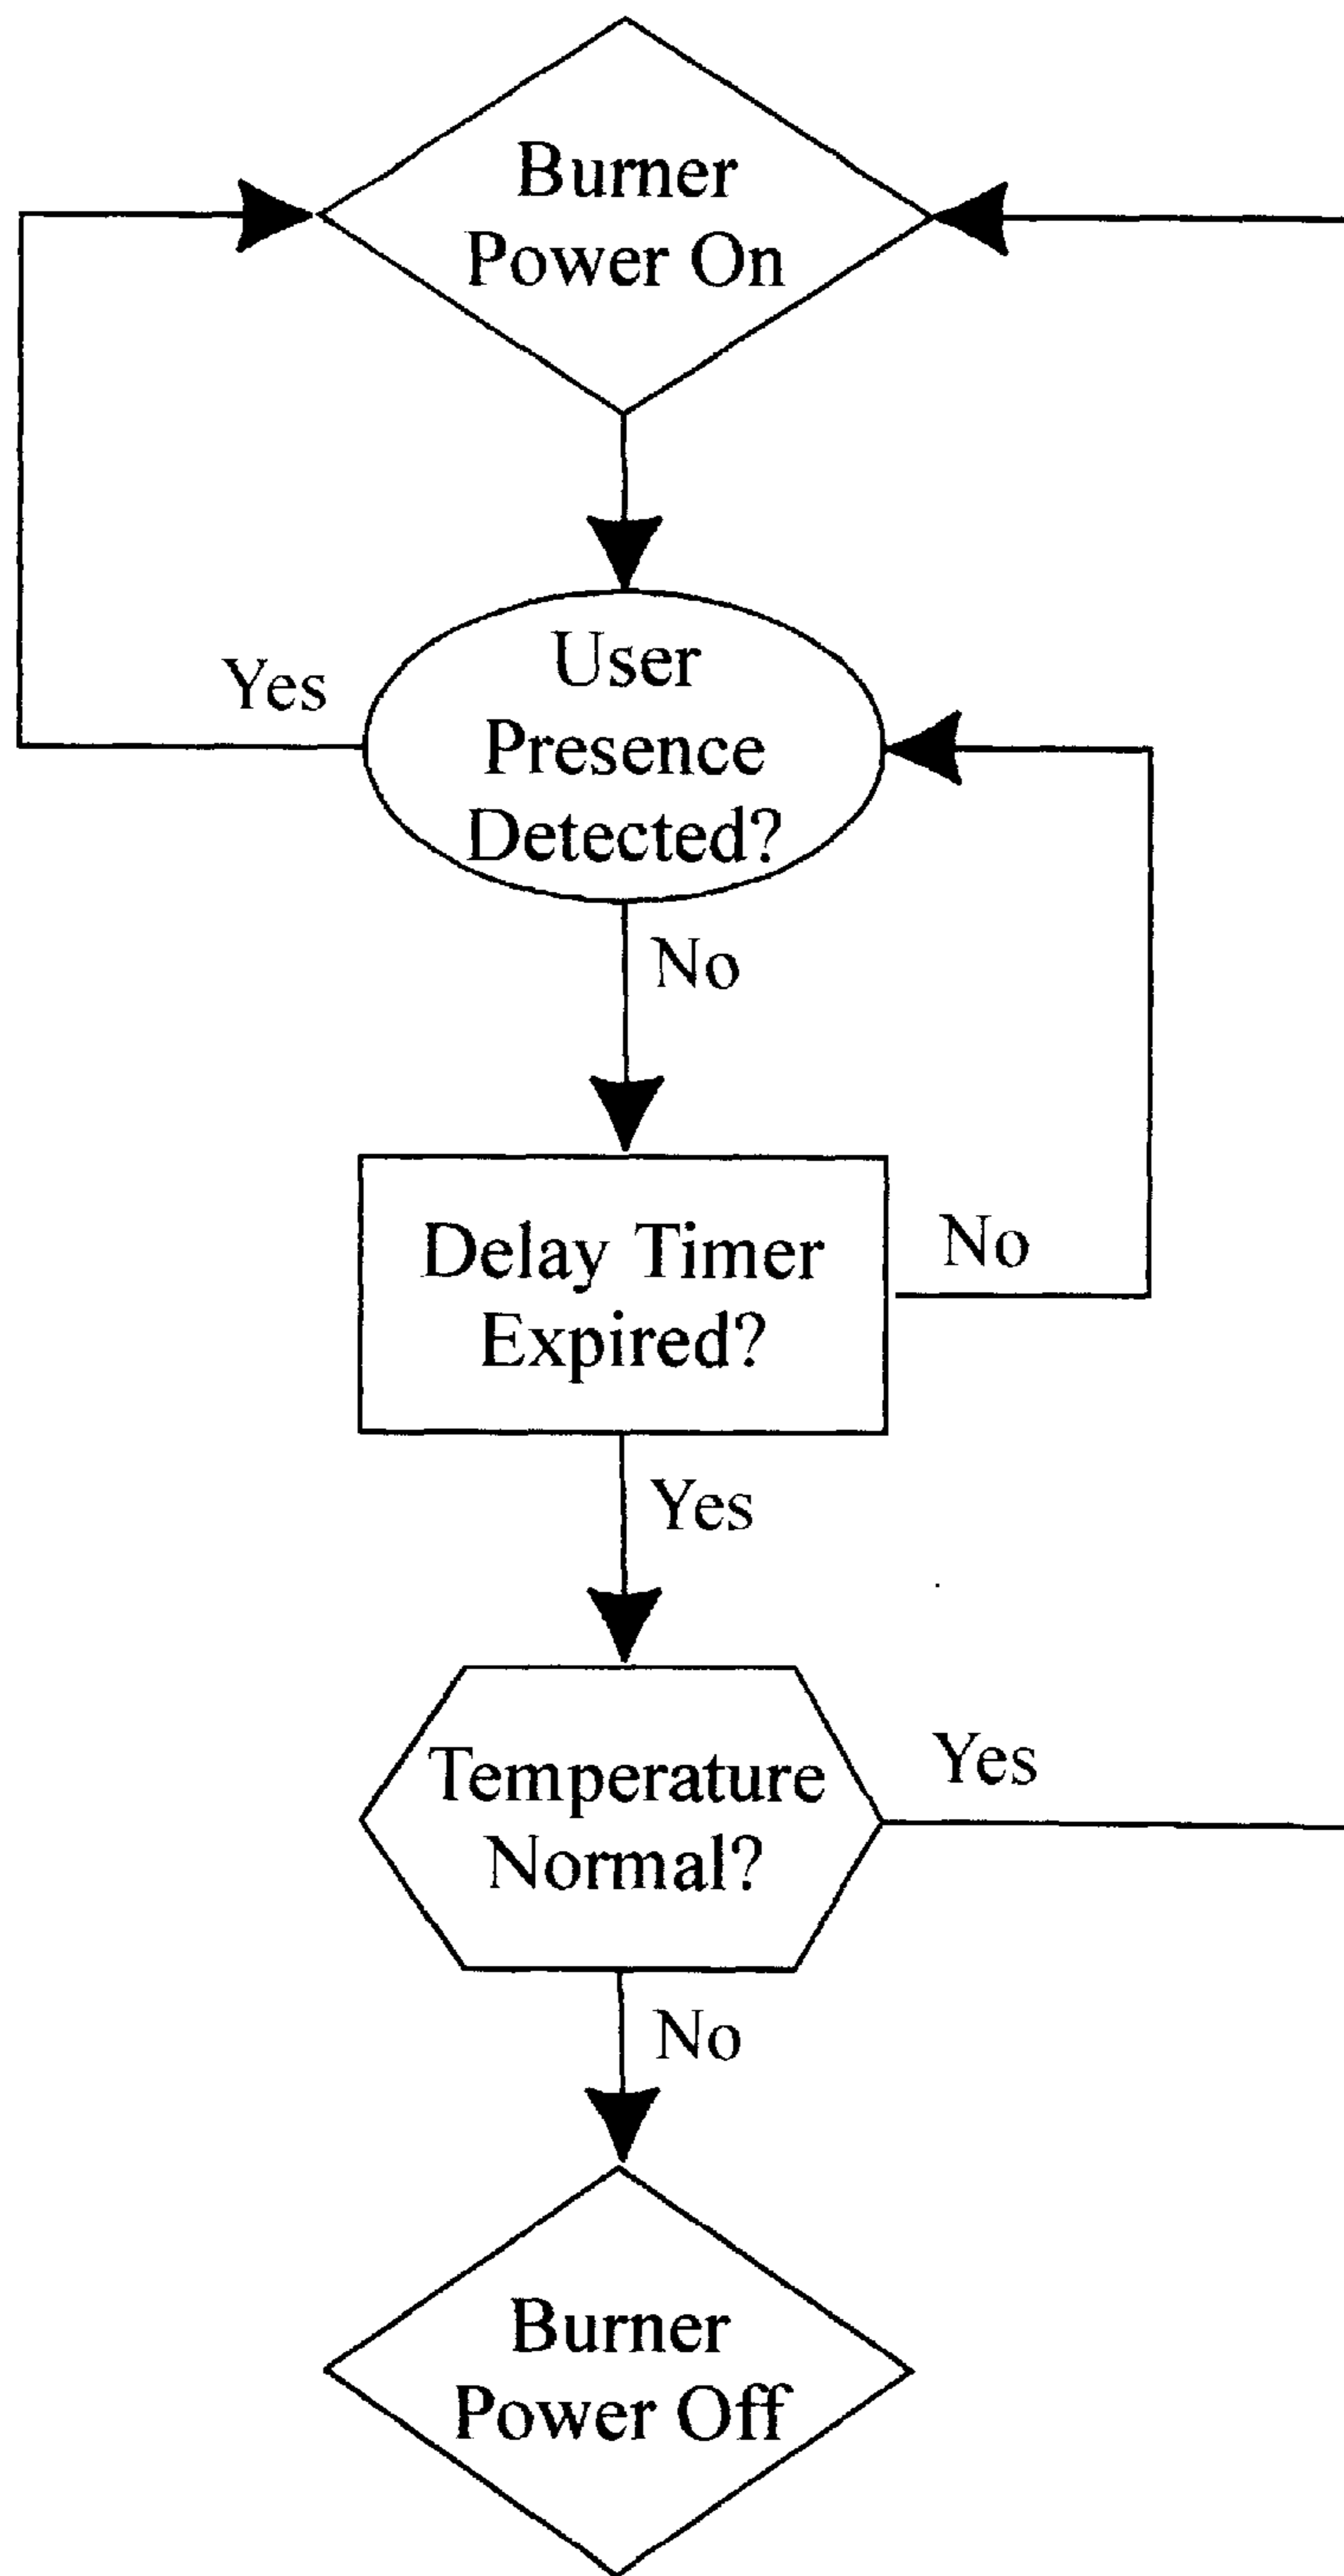 Burner
Power On
Yes
User
Presence
Detected?
No
Delay Timer
Expired?
No
Yes
Temperature
Normal?
Yes
No
Burner
Power Off